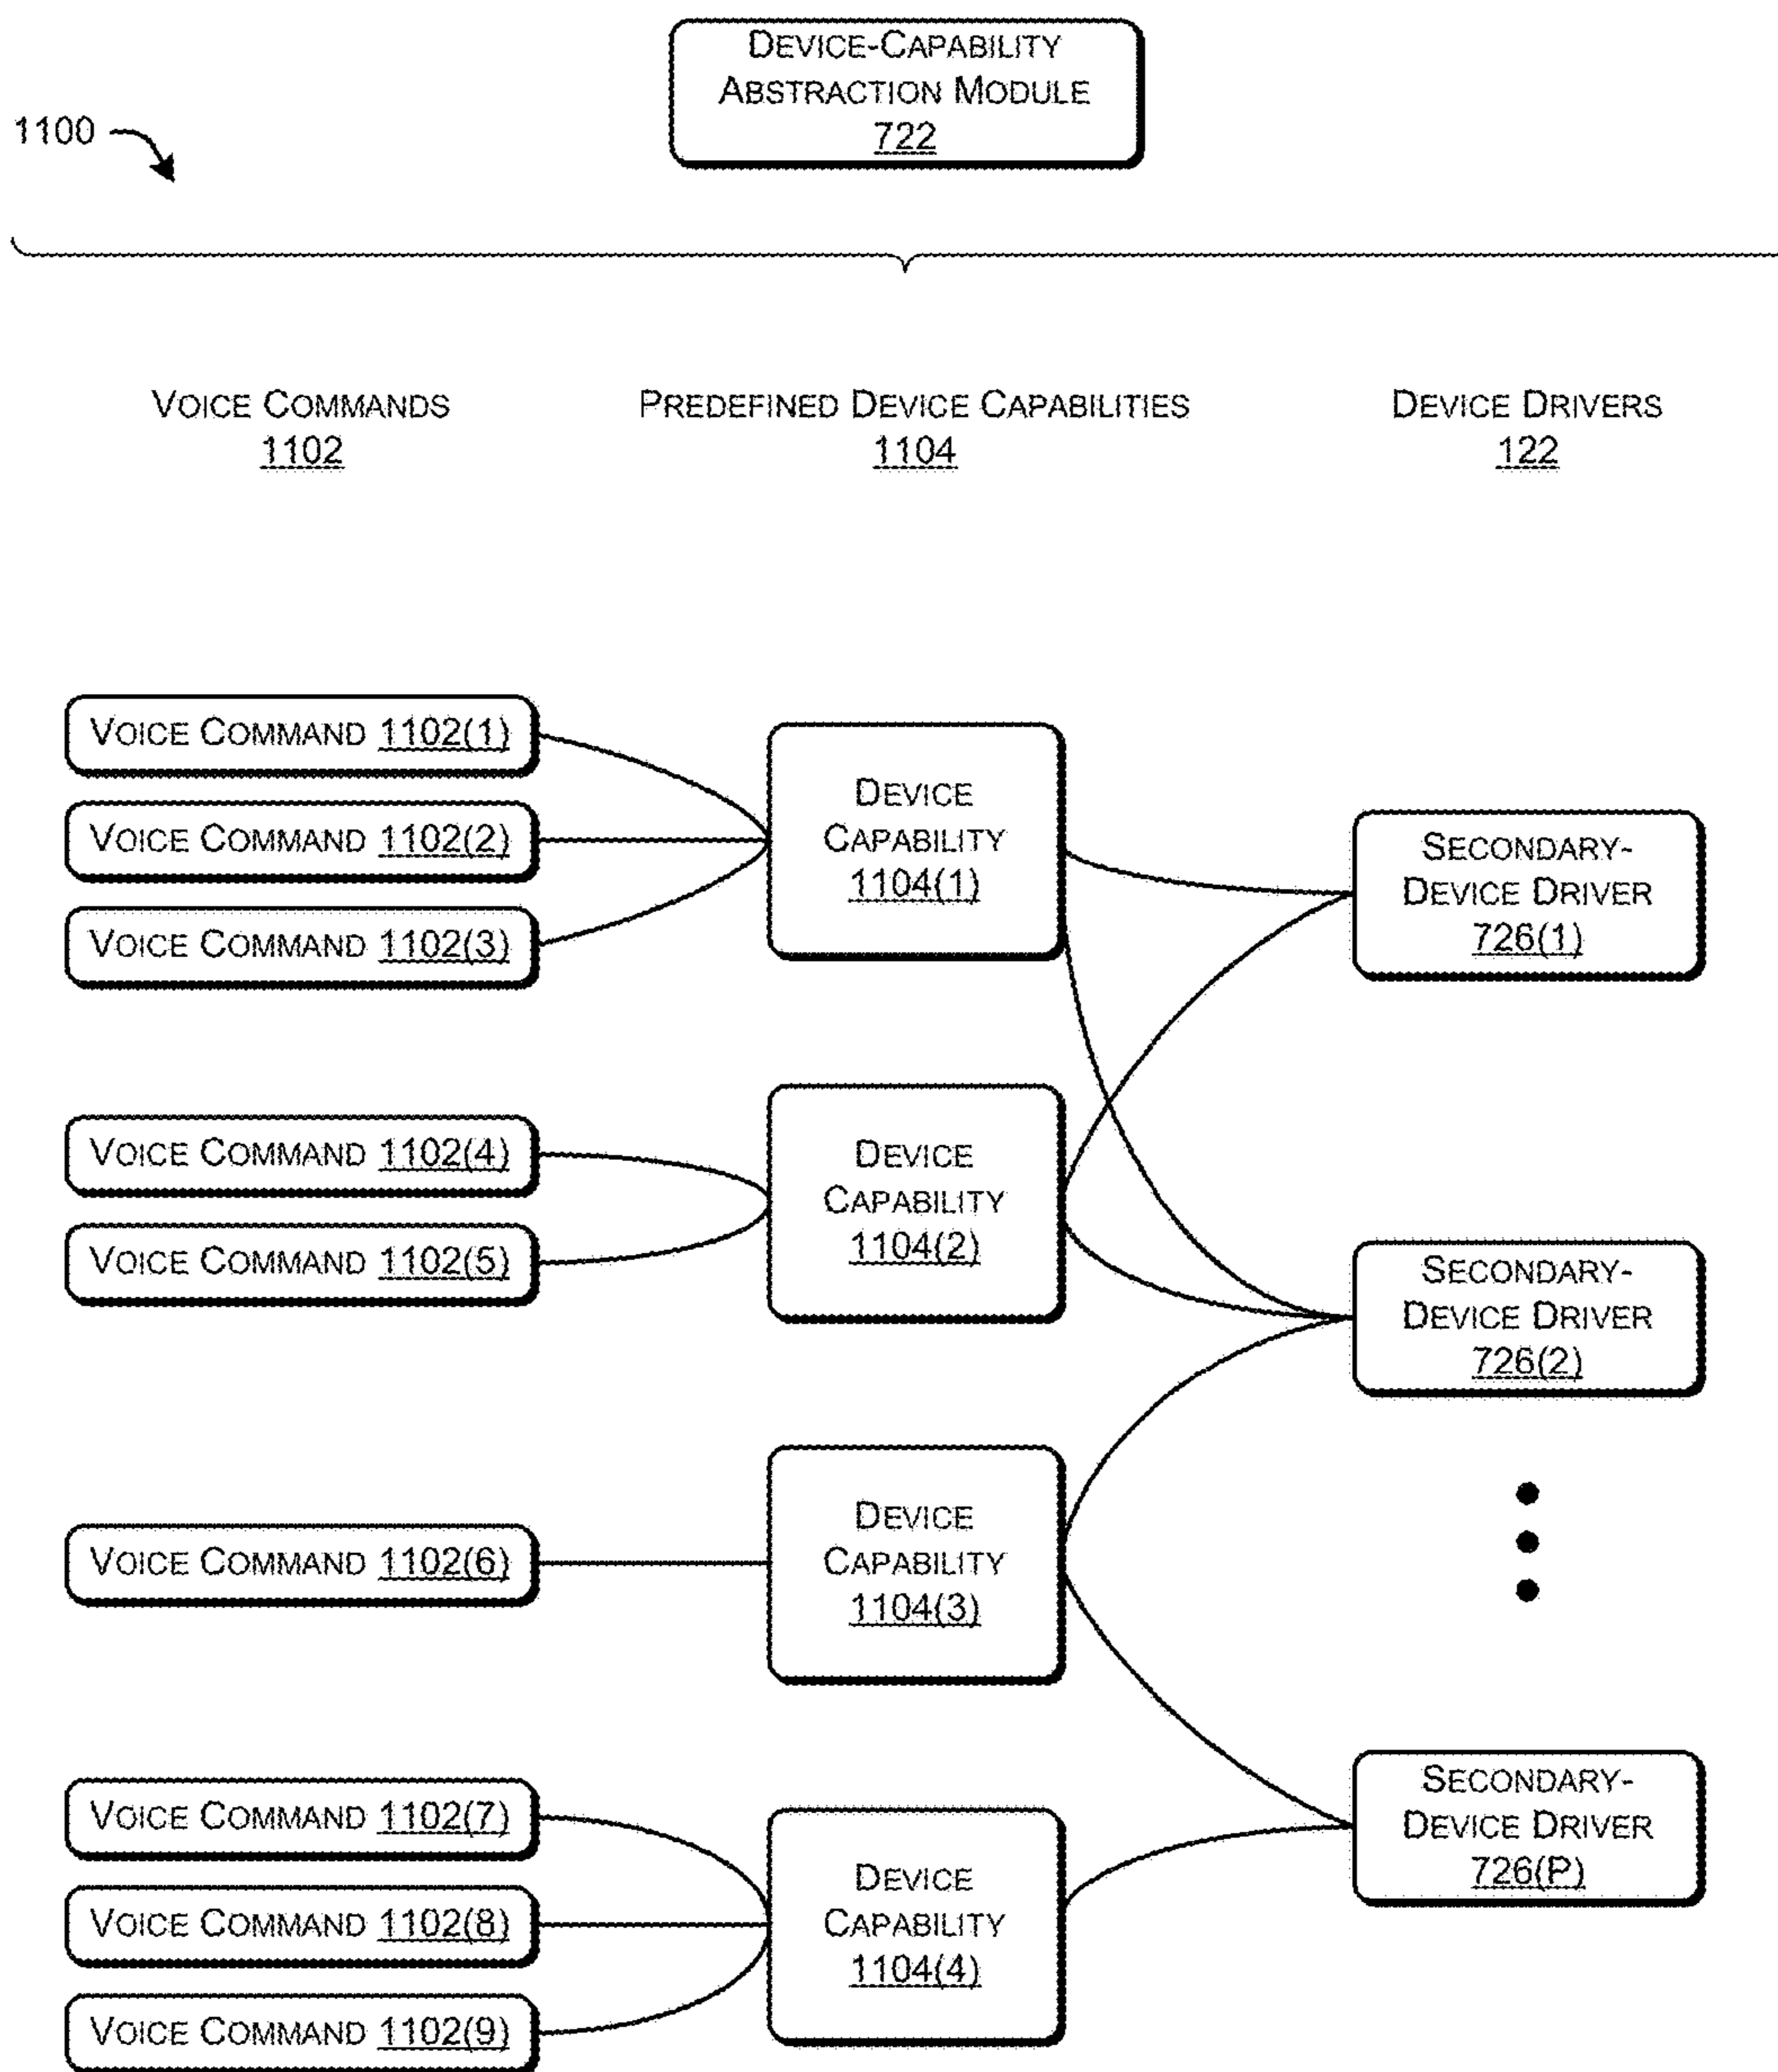 DEVICE-CAPABILITY
ABSTRACTION MODULE
722
1100
VOICE COMMANDS
1102
PREDEFINED DEVICE CAPABILITIES
1104
DEVICE DRIVERS
122
VOICE COMMAND 1102(1)
VOICE COMMAND 1102(2)
VOICE COMMAND 1102(3)
DEVICE
CAPABILITY
1104(1)
SECONDARY-
DEVICE DRIVER
726(1)
VOICE COMMAND 1102(4)
VOICE COMMAND 1102(5)
DEVICE
CAPABILITY
1104(2)
SECONDARY-
DEVICE DRIVER
726(2)
VOICE COMMAND 1102(6)
DEVICE
CAPABILITY
1104(3)
VOICE COMMAND 1102(7)
VOICE COMMAND 1102(8)
VOICE COMMAND 1102(9)
DEVICE
CAPABILITY
1104(4)
SECONDARY-
DEVICE DRIVER
726(P)